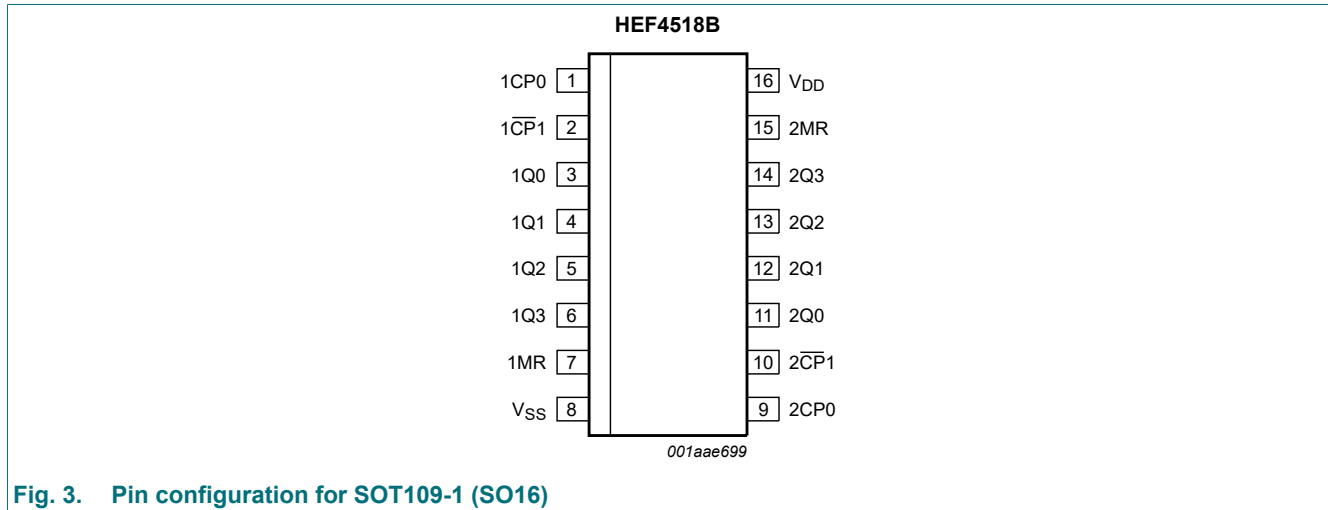 HEF4518B
1CP0 1 16 VDD
1C̅P̅1 2 15 2MR
1Q0 3 14 2Q3
1Q1 4 13 2Q2
1Q2 5 12 2Q1
1Q3 6 11 2Q0
1MR 7 10 2C̅P̅1
VSS 8 9 2CP0
001aae699
Fig. 3. Pin configuration for SOT109-1 (SO16)